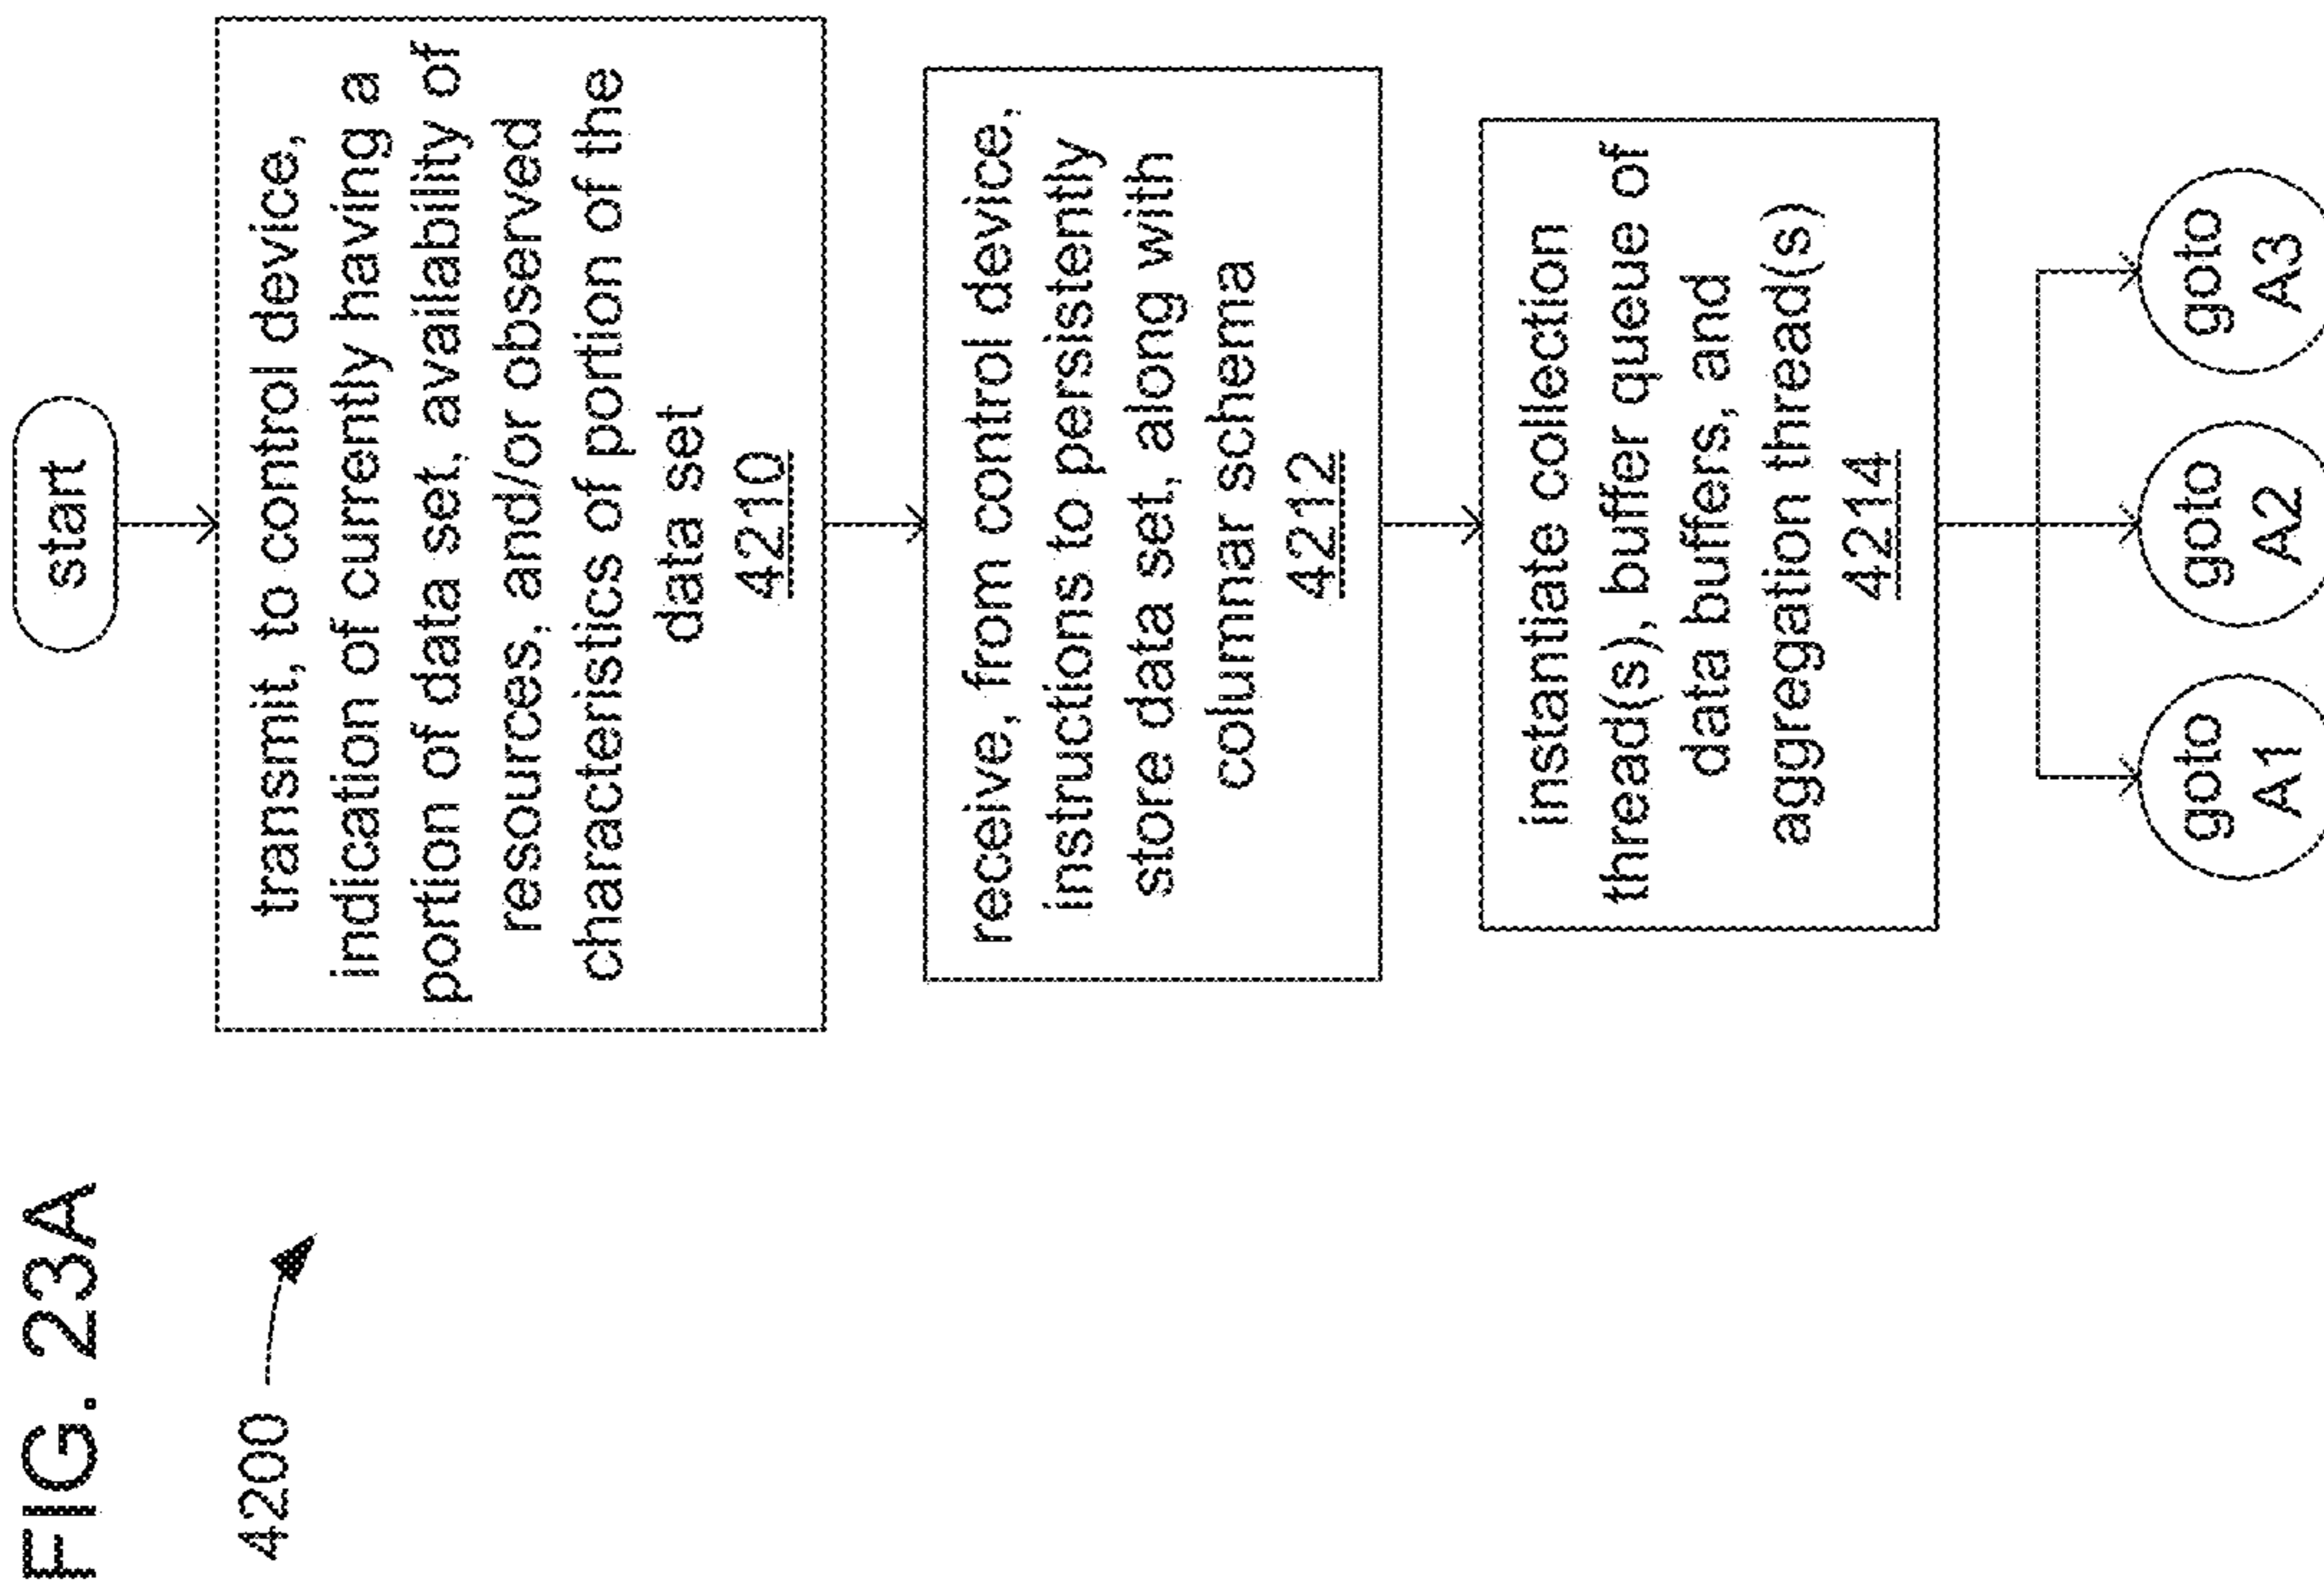 FIG. 23A
4200
start
transmit, to control device,
indication of currently having a
portion of data set, availability of
resources, and/or observed
characteristics of portion of the
data set
4210
receive, from control device,
instructions to persistently
store data set, along with
columnar schema
4212
instantiate collection
thread(s), buffer queue of
data buffers, and
aggregation thread(s)
4214
goto
A1
goto
A2
goto
A3